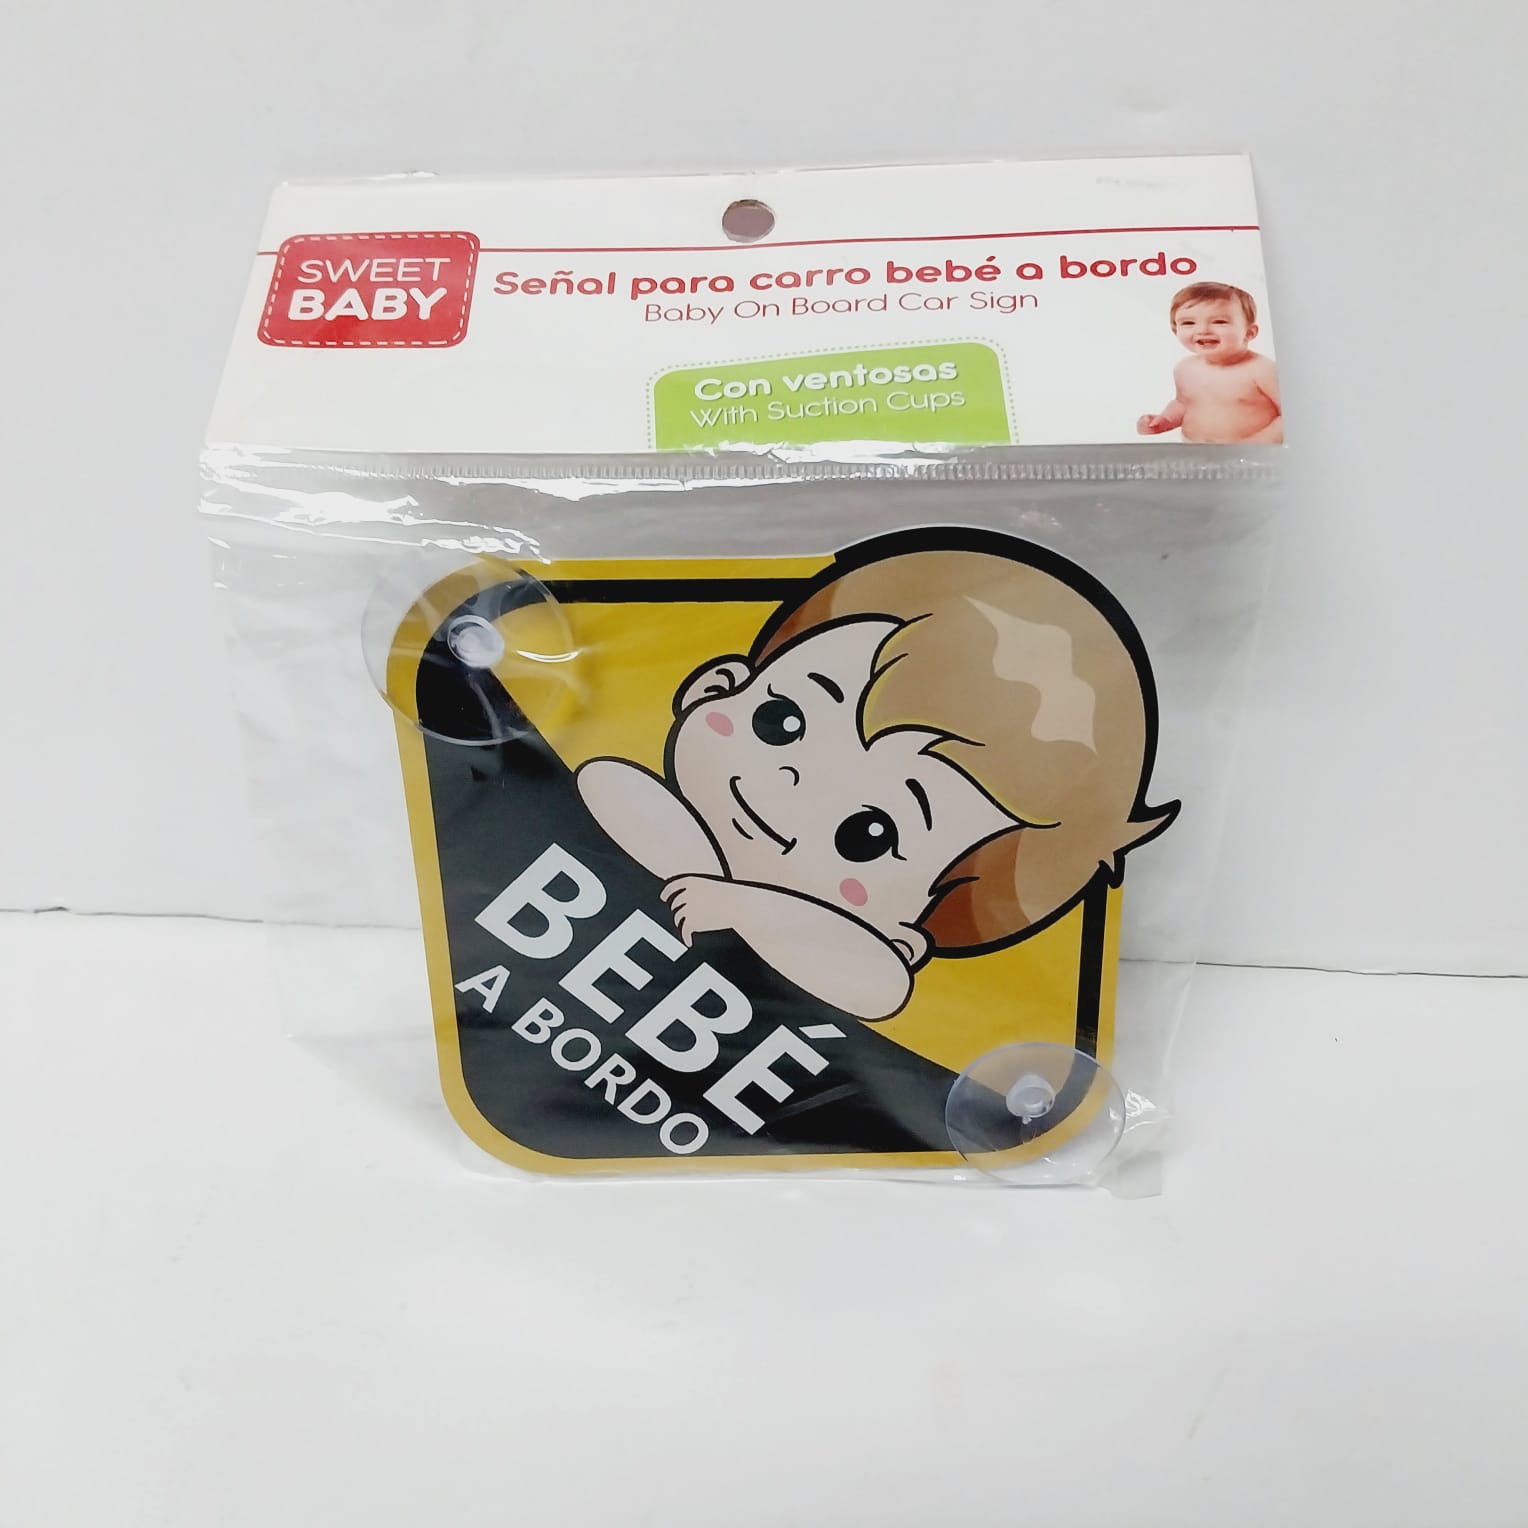 SWEET
BABY
Señal para carro bebé a bordo
Baby On Board Car Sign
Con ventosas
With Suction Cups
BEBÉ
A BORDO